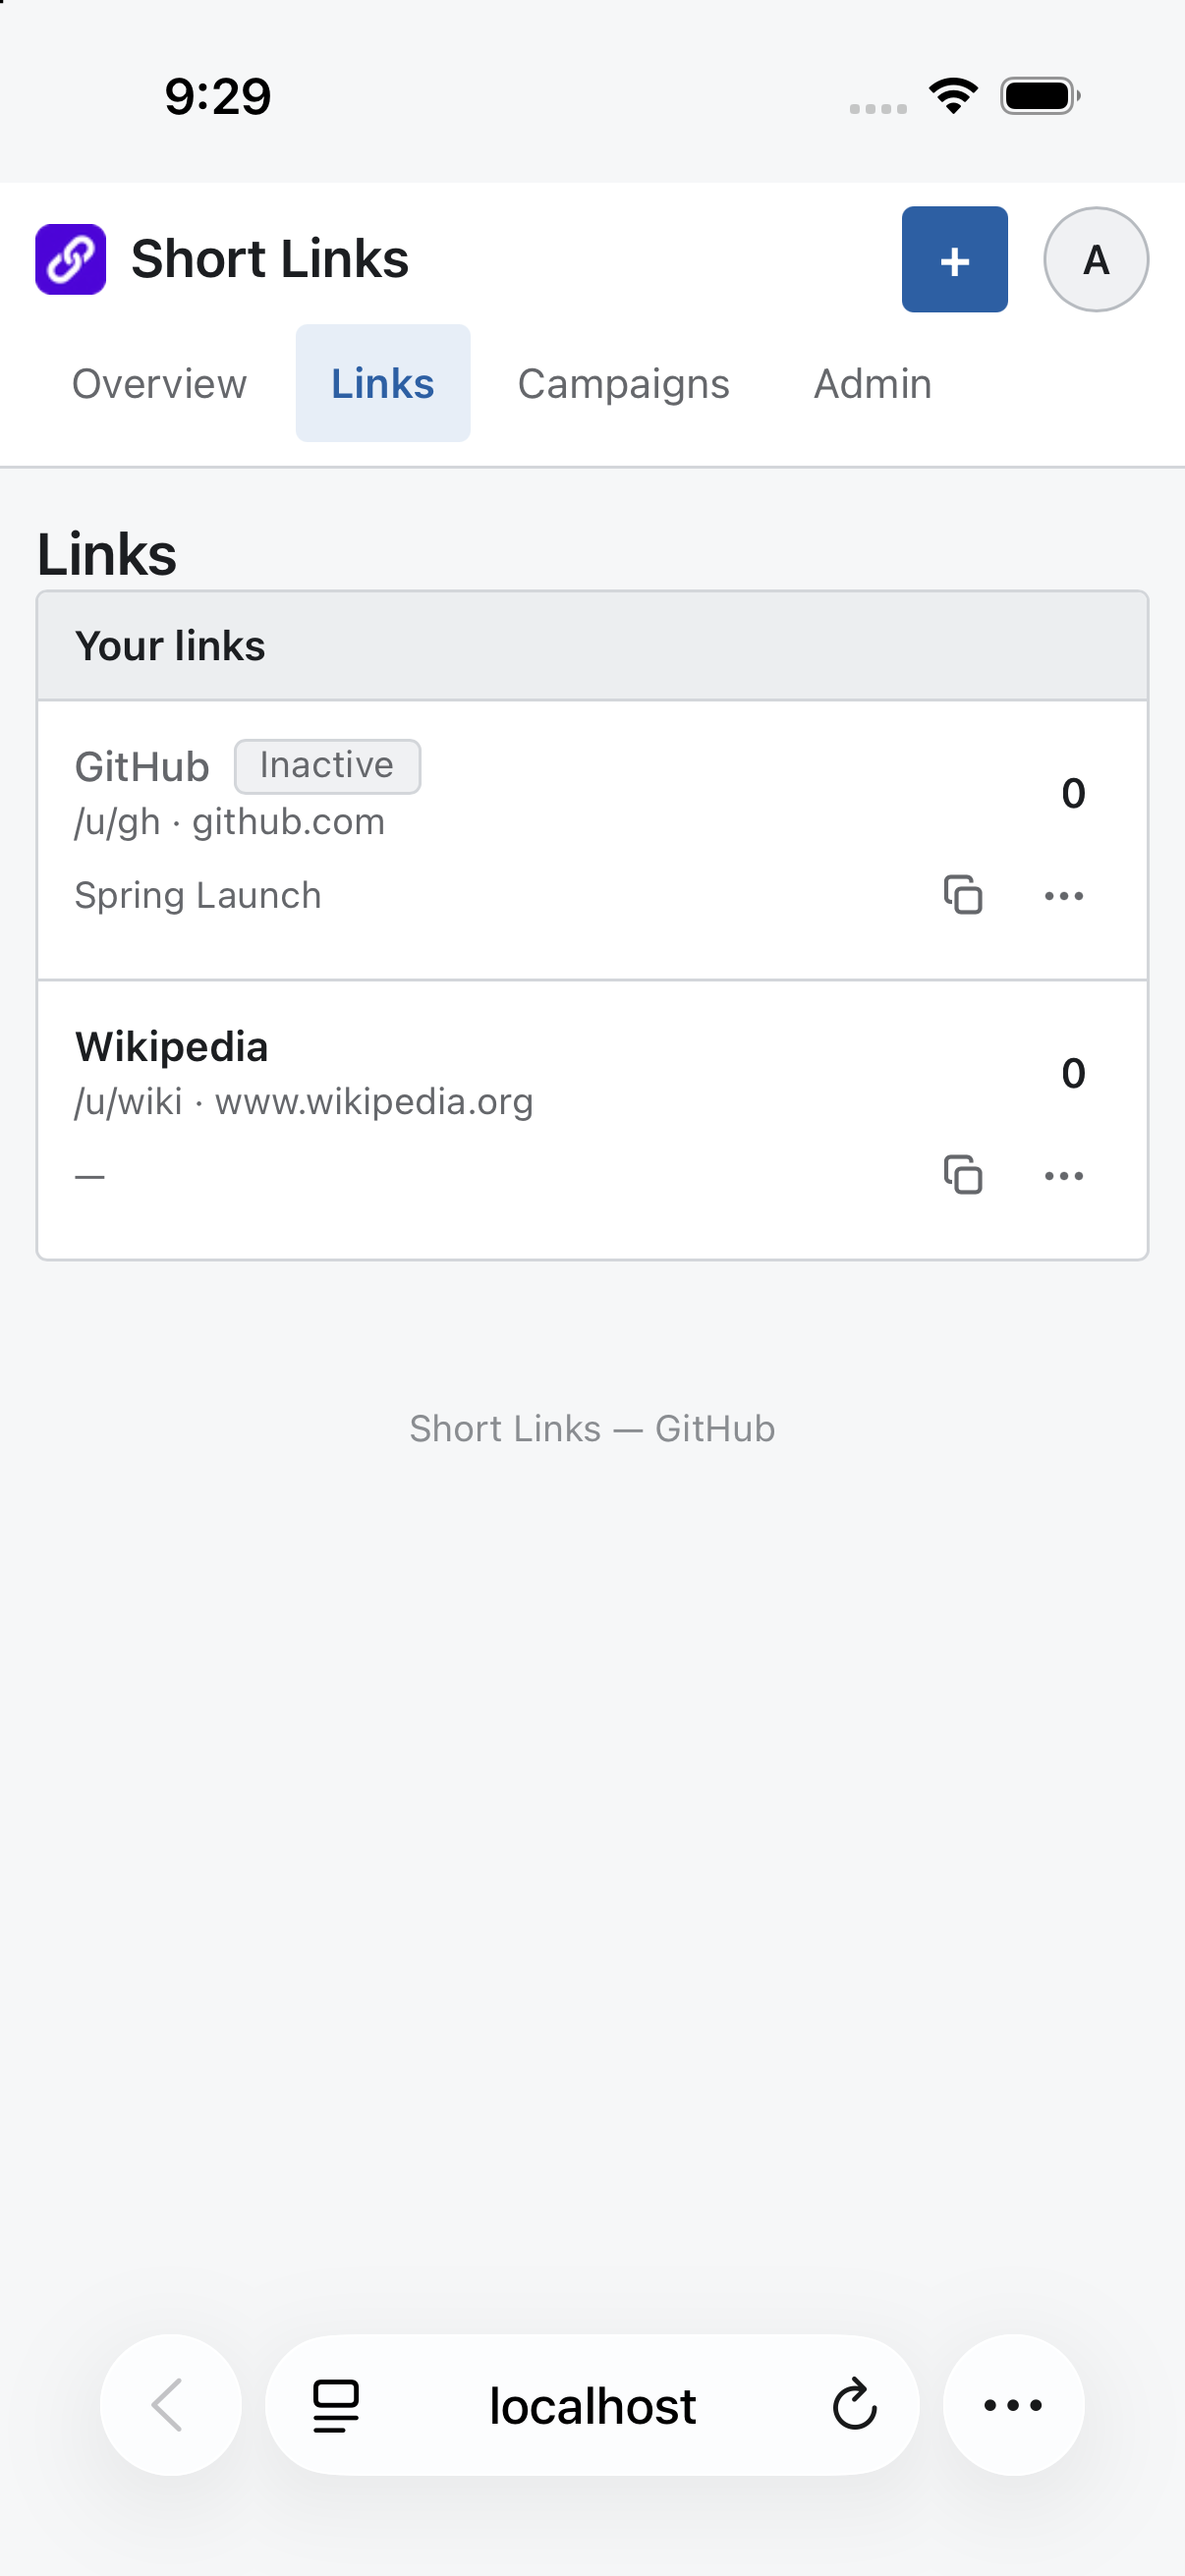 9:29
Short Links
+
A
Overview Links Campaigns Admin
Links
Your links
GitHub Inactive
/u/gh · github.com
0
Spring Launch
Wikipedia
/u/wiki · www.wikipedia.org
0
—
Short Links — GitHub
localhost